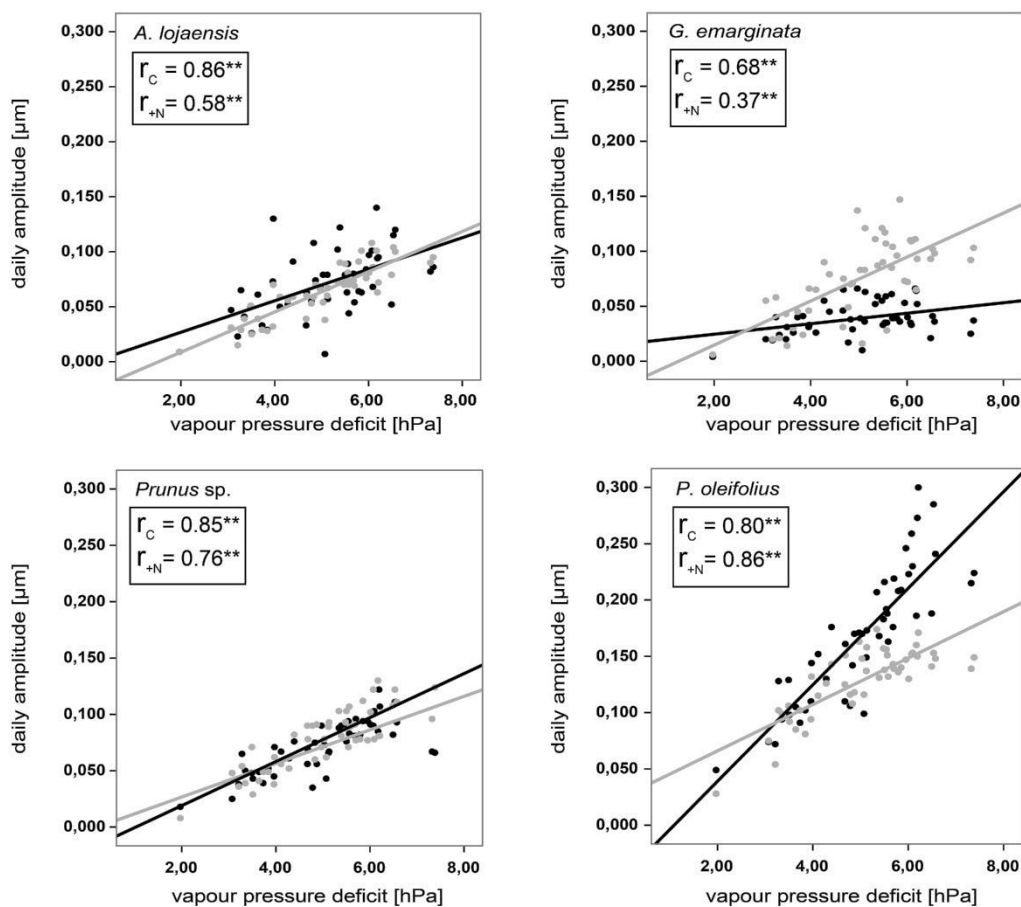 A. lojaensis
r_C = 0.86**
r_+N = 0.58**
daily amplitude [µm]
0,300
0,250
0,200
0,150
0,100
0,050
0,000
2,00 4,00 6,00 8,00
vapour pressure deficit [hPa]
G. emarginata
r_C = 0.68**
r_+N = 0.37**
daily amplitude [µm]
0,300
0,250
0,200
0,150
0,100
0,050
0,000
2,00 4,00 6,00 8,00
vapour pressure deficit [hPa]
Prunus sp.
r_C = 0.85**
r_+N = 0.76**
daily amplitude [µm]
0,300
0,250
0,200
0,150
0,100
0,050
0,000
2,00 4,00 6,00 8,00
vapour pressure deficit [hPa]
P. oleifolius
r_C = 0.80**
r_+N = 0.86**
daily amplitude [µm]
0,300
0,250
0,200
0,150
0,100
0,050
0,000
2,00 4,00 6,00 8,00
vapour pressure deficit [hPa]